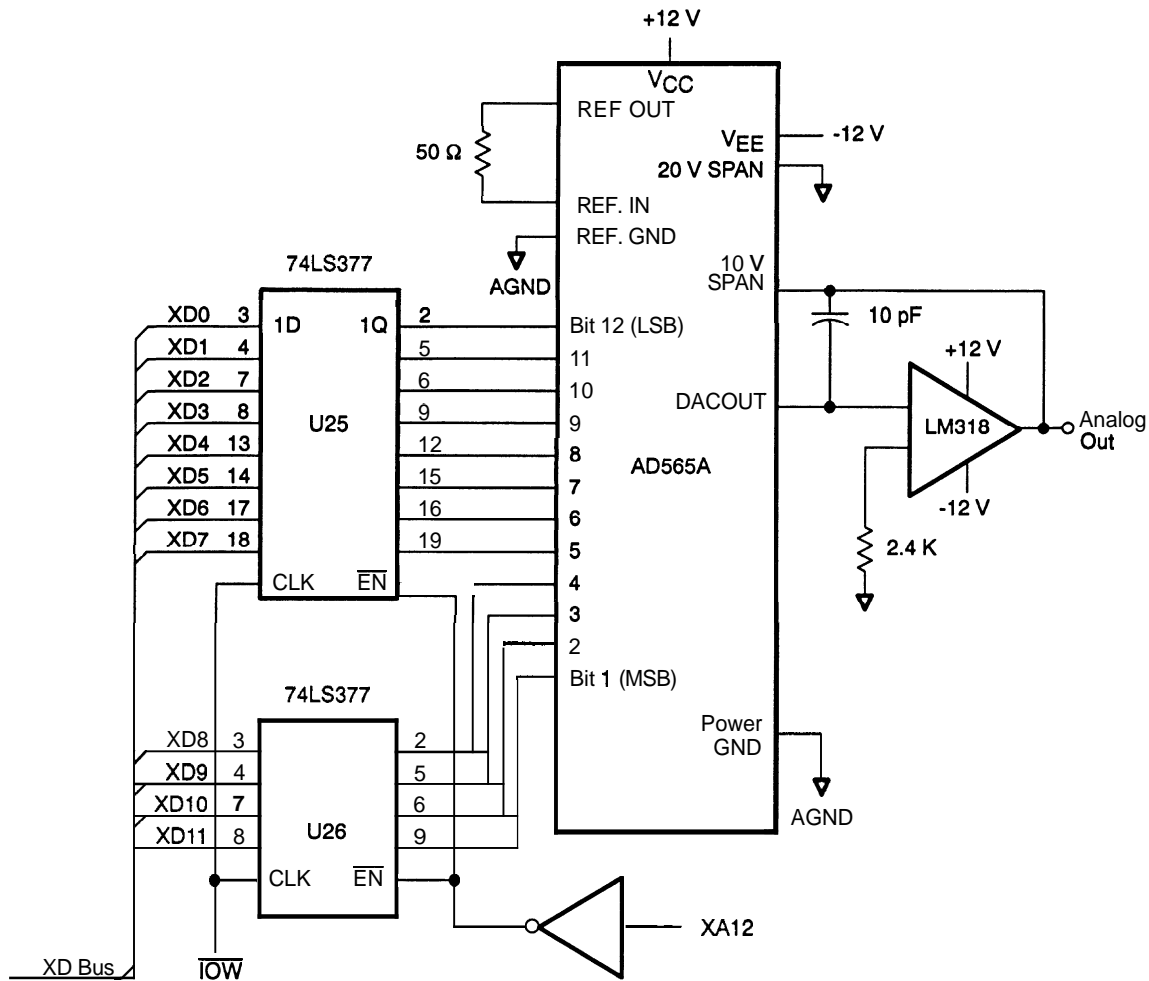 +12 V
VCC
REF OUT
50 Ω
VEE
-12 V
20 V SPAN
REF. IN
REF. GND
AGND
10 V
SPAN
10 pF
74LS377
XD0 3 1D 1Q 2 Bit 12 (LSB)
XD1 4 5 11
XD2 7 6 10
XD3 8 9 9
XD4 13 12 8
XD5 14 15 7
XD6 17 16 6
XD7 18 19 5
U25
CLK EN
4
3
2
Bit 1 (MSB)
DACOUT
AD565A
+12 V
LM318
-12 V
Analog
Out
2.4 K
Power
GND
AGND
74LS377
XD8 3 2
XD9 4 5
XD10 7 6
XD11 8 9
U26
CLK EN
XA12
XD Bus
IOW